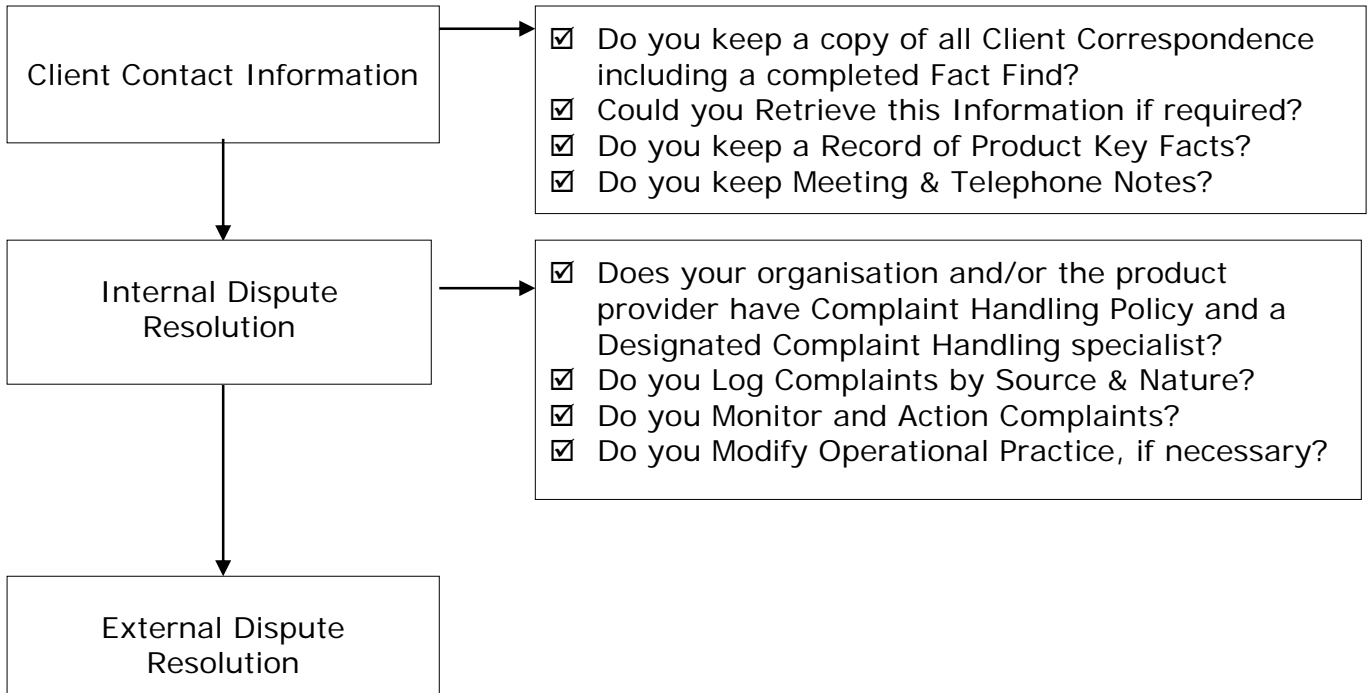 Client Contact Information
☑ Do you keep a copy of all Client Correspondence
including a completed Fact Find?
☑ Could you Retrieve this Information if required?
☑ Do you keep a Record of Product Key Facts?
☑ Do you keep Meeting & Telephone Notes?
Internal Dispute
Resolution
☑ Does your organisation and/or the product
provider have Complaint Handling Policy and a
Designated Complaint Handling specialist?
☑ Do you Log Complaints by Source & Nature?
☑ Do you Monitor and Action Complaints?
☑ Do you Modify Operational Practice, if necessary?
External Dispute
Resolution